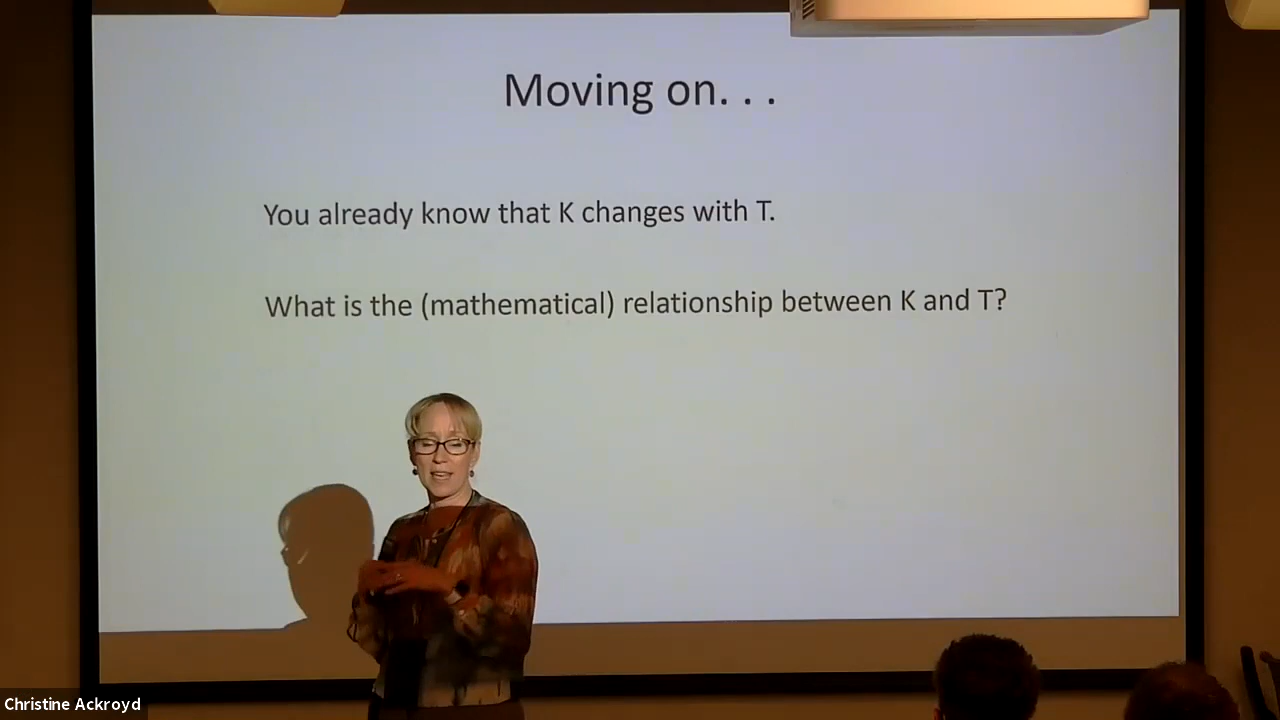 Moving on. . .
You already know that K changes with T.
What is the (mathematical) relationship between K and T?
Christine Ackroyd